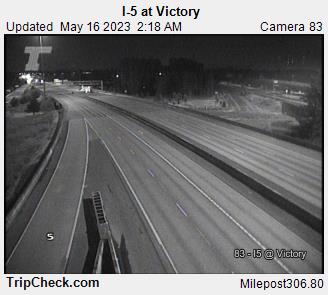 I-5 at Victory
Updated  May 16 2023  2:18 AM
Camera 83
T
S
83 - I5 @ Victory
TripCheck.com
Milepost306.80